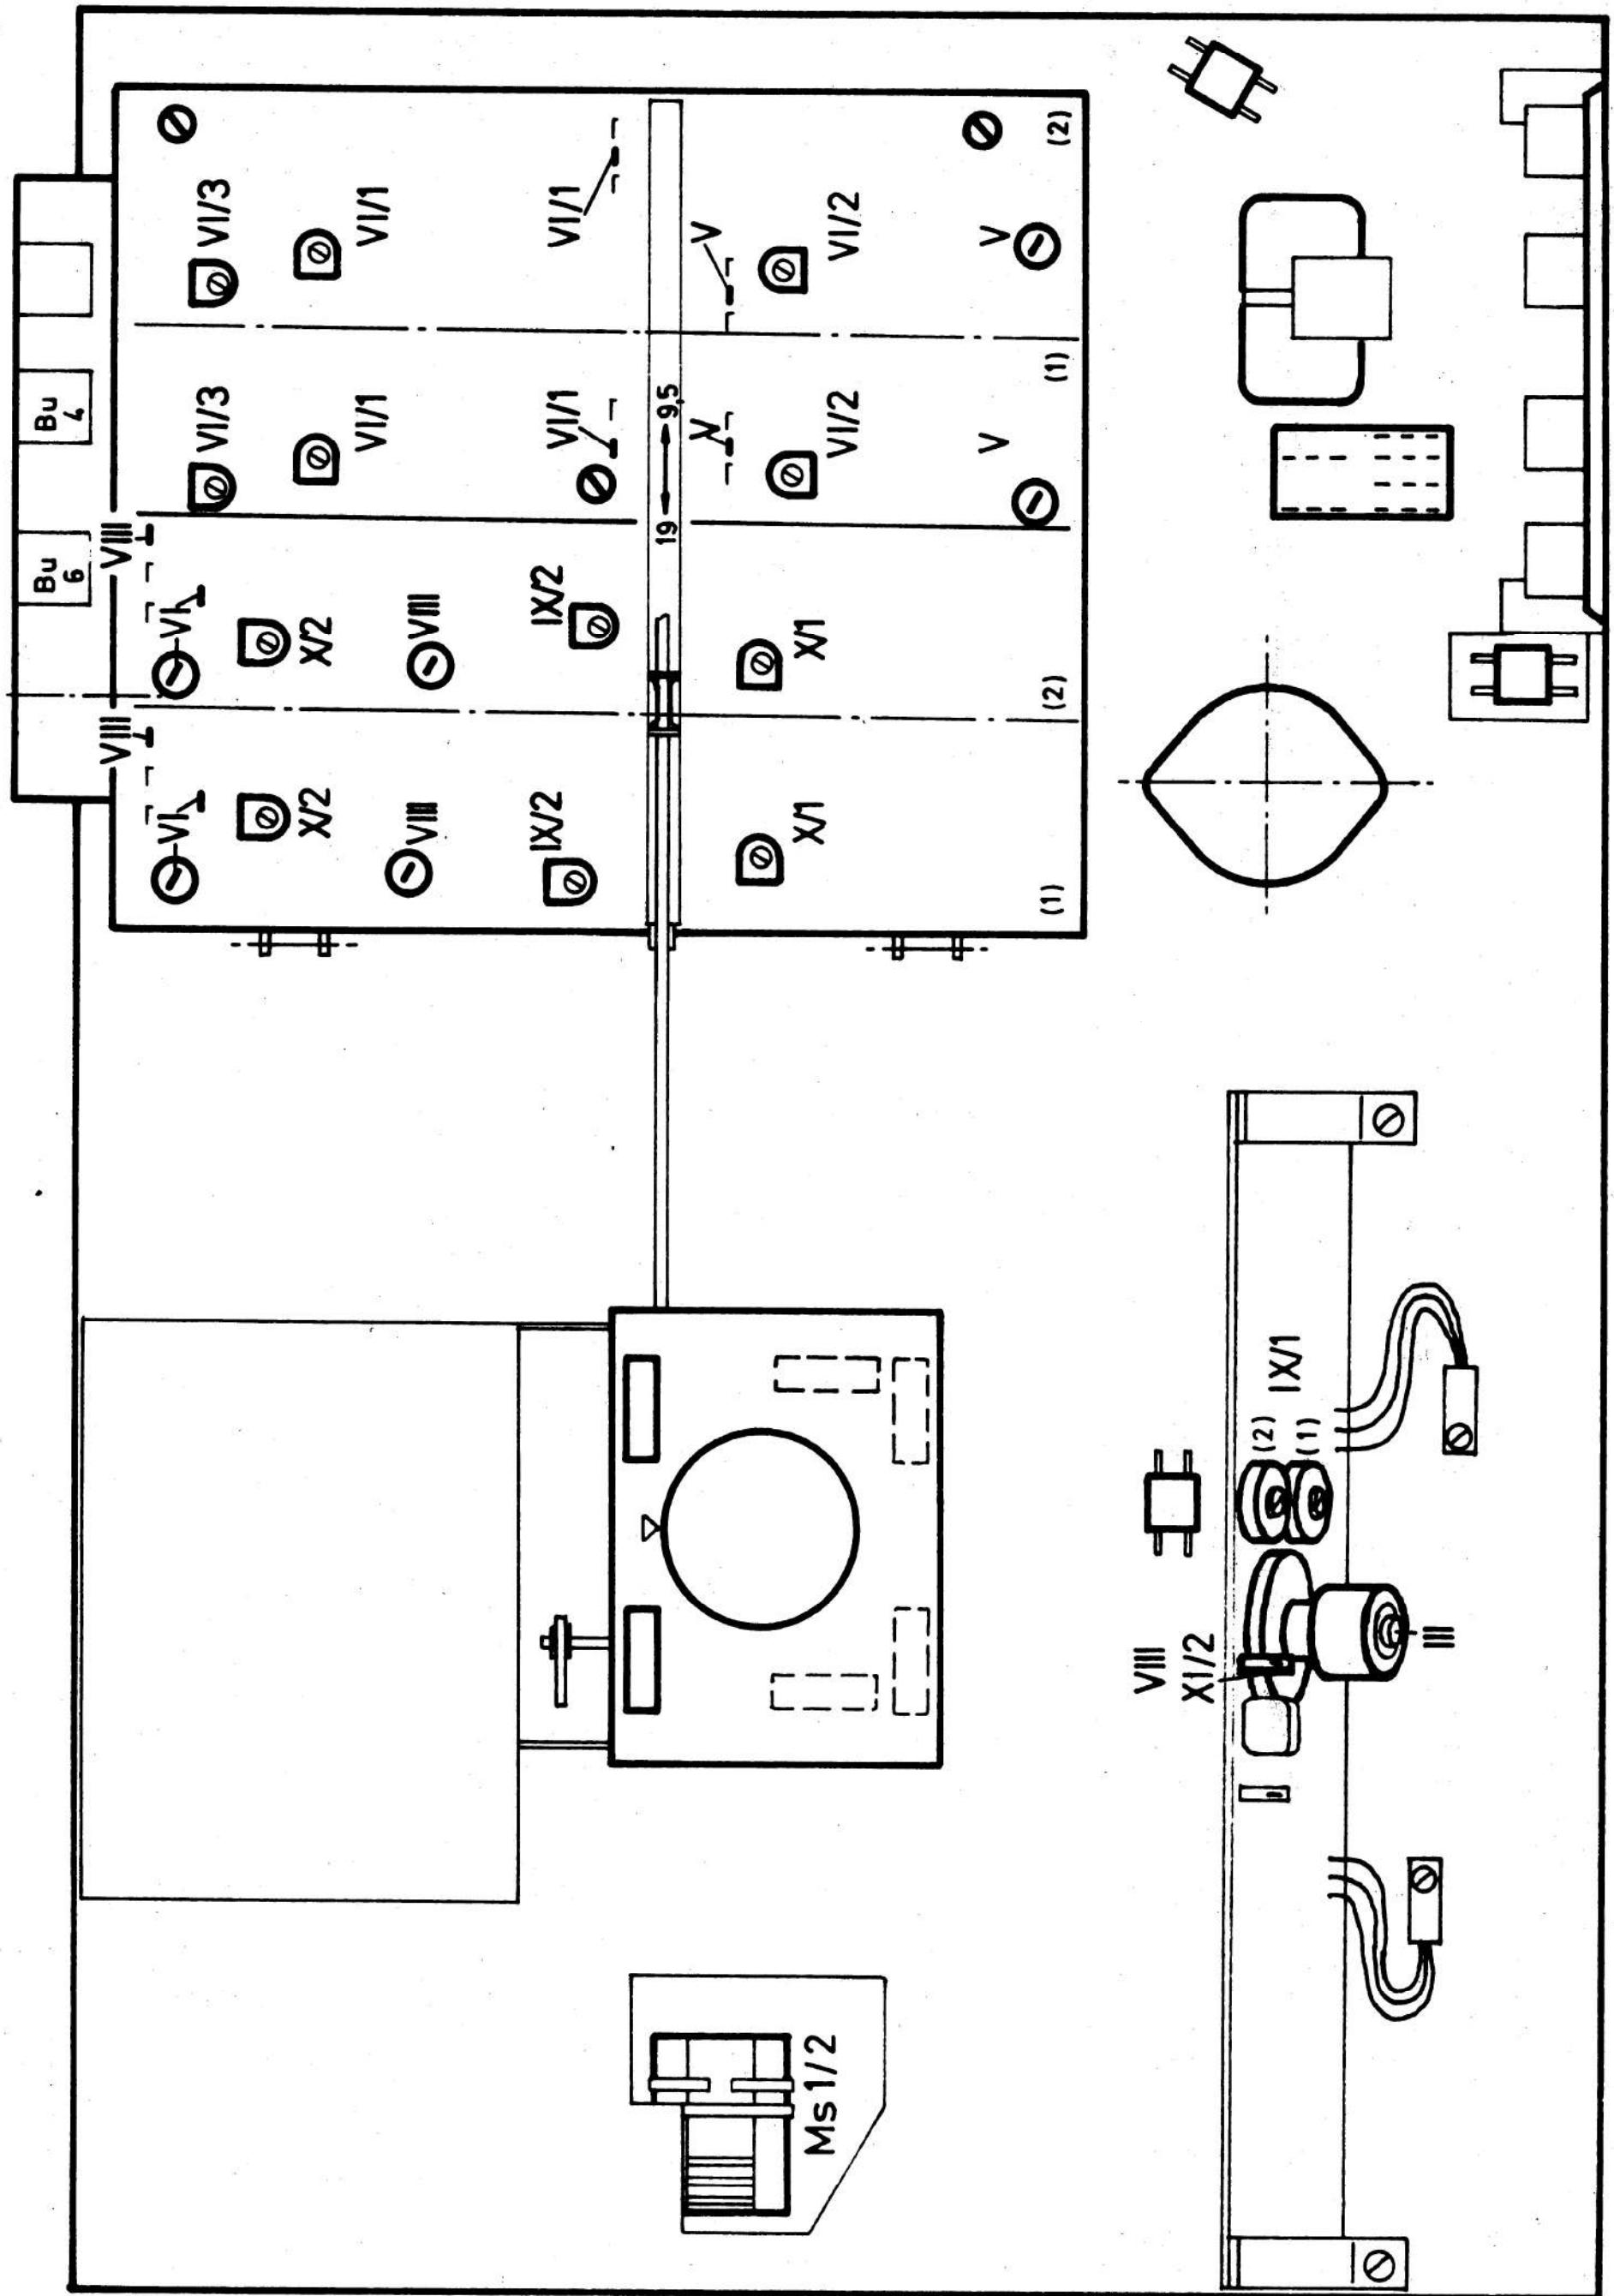 Bu 6
Bu 4
VIII VIII
VI VI
VI/3 VI/3
X/2 X/2
VI/1 VI/1
VIII VIII
IX/2 IX/2 VI/1 VI/1
19 ↔ 9,5
V V
X/1 X/1
Ms1/2
VI/2 VI/2
V V
(1) (2) (1) (2)
VIII
XI/2
(2)
IX/1
(1)
III